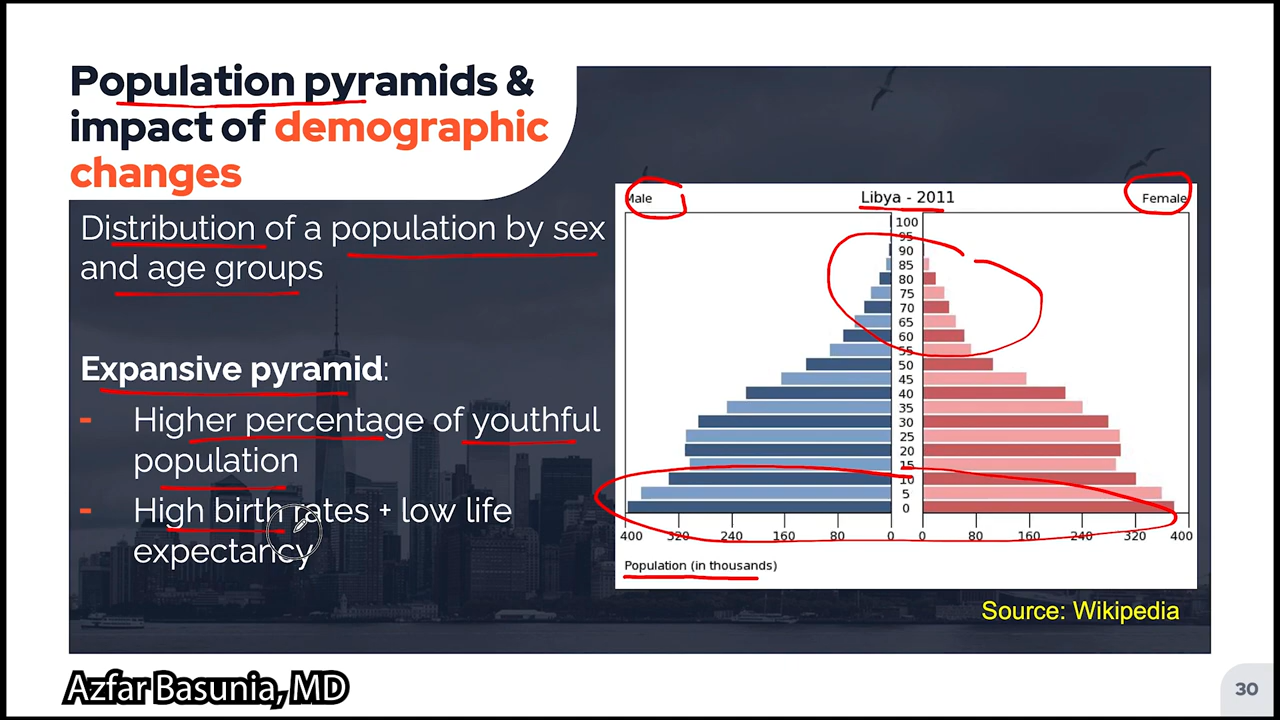 Population pyramids &
impact of demographic
changes
Distribution of a population by sex
and age groups
Expansive pyramid:
- Higher percentage of youthful
population
- High birth rates + low life
expectancy
Male
Libya - 2011
Female
100
95
90
85
80
75
70
65
60
55
50
45
40
35
30
25
20
15
10
5
0
400 320 240 160 80 0 0 80 160 240 320 400
Population (in thousands)
Source: Wikipedia
Azfar Basunia, MD
30